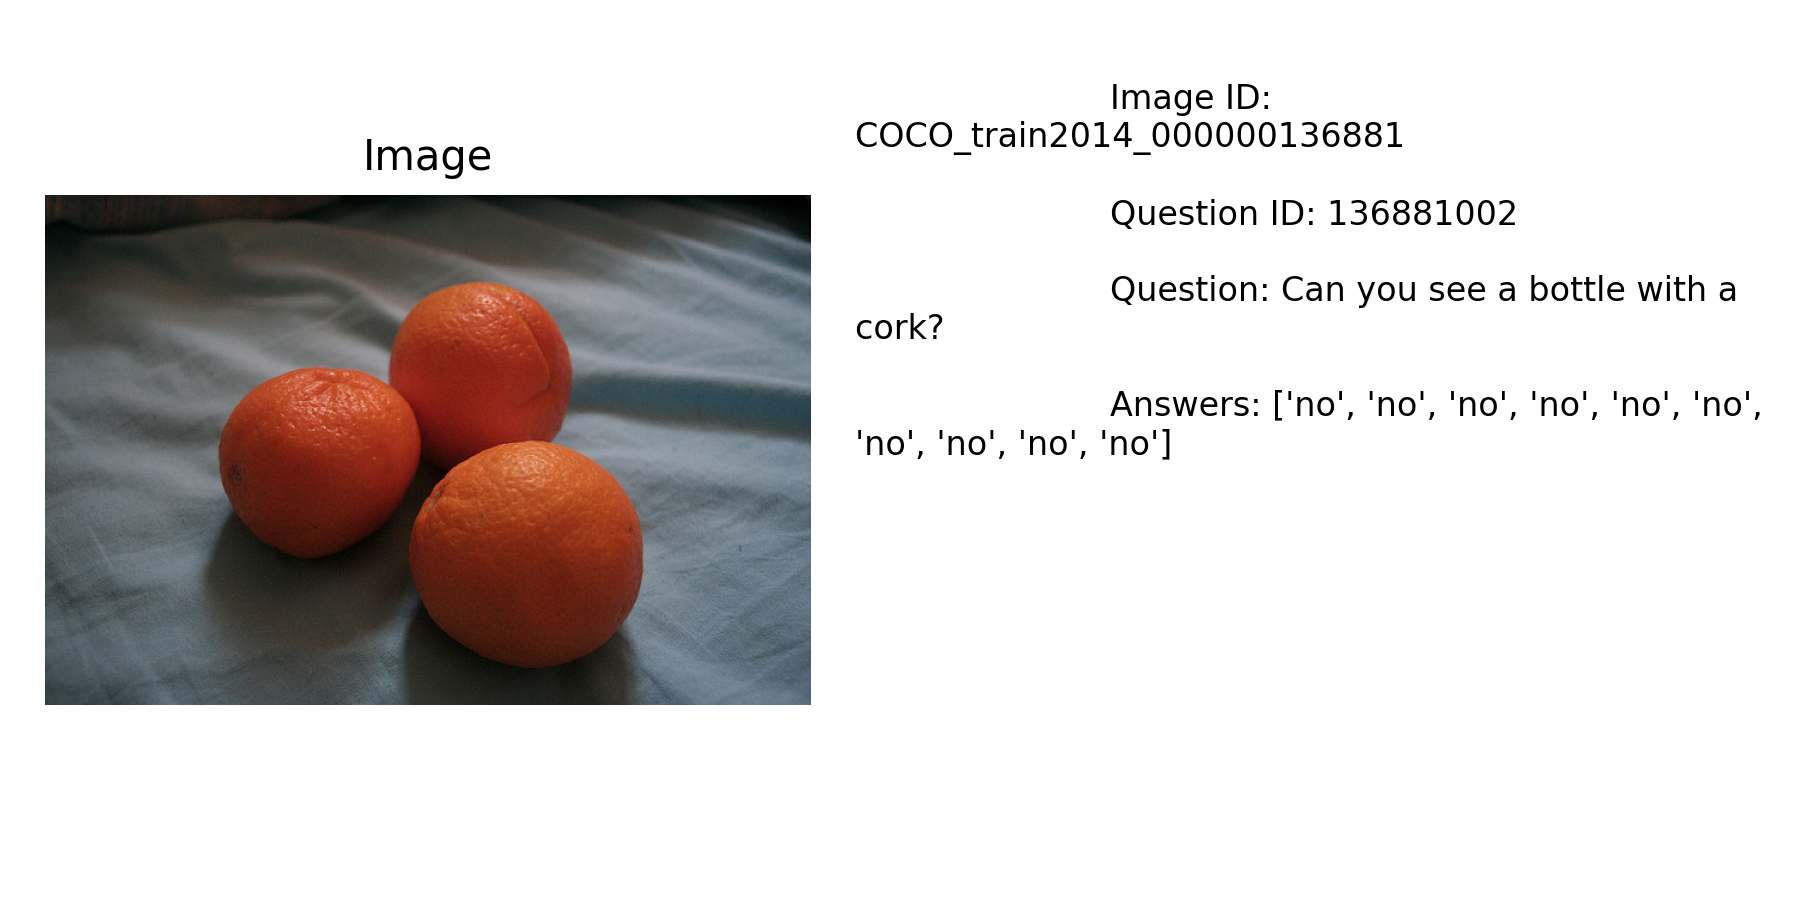 Image
Image ID:
COCO_train2014_000000136881
Question ID: 136881002
Question: Can you see a bottle with a
cork?
Answers: ['no', 'no', 'no', 'no', 'no', 'no',
'no', 'no', 'no', 'no']